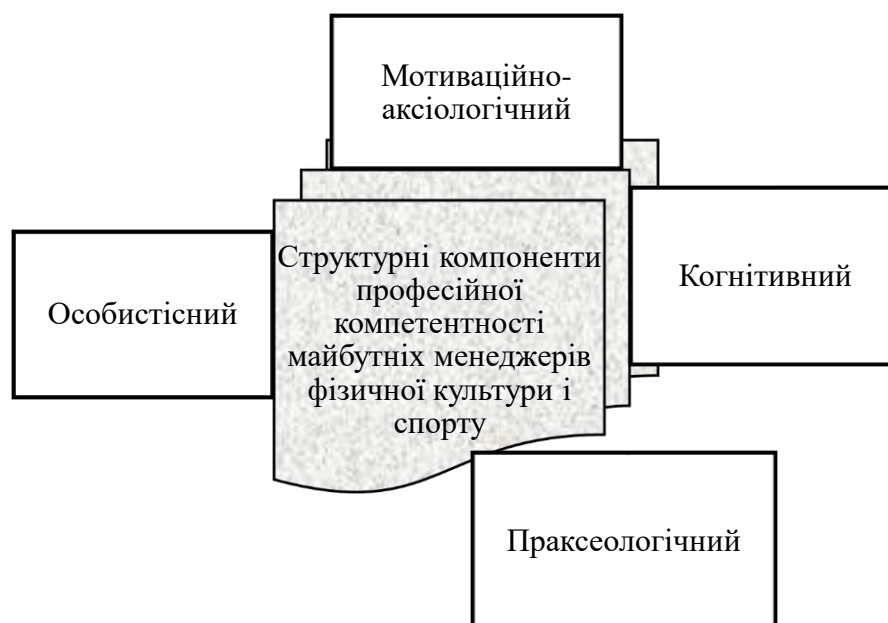 Мотиваційно-
аксіологічний
Структурні компоненти
професійної
компетентності
майбутніх менеджерів
фізичної культури і
спорту
Когнітивний
Особистісний
Праксеологічний